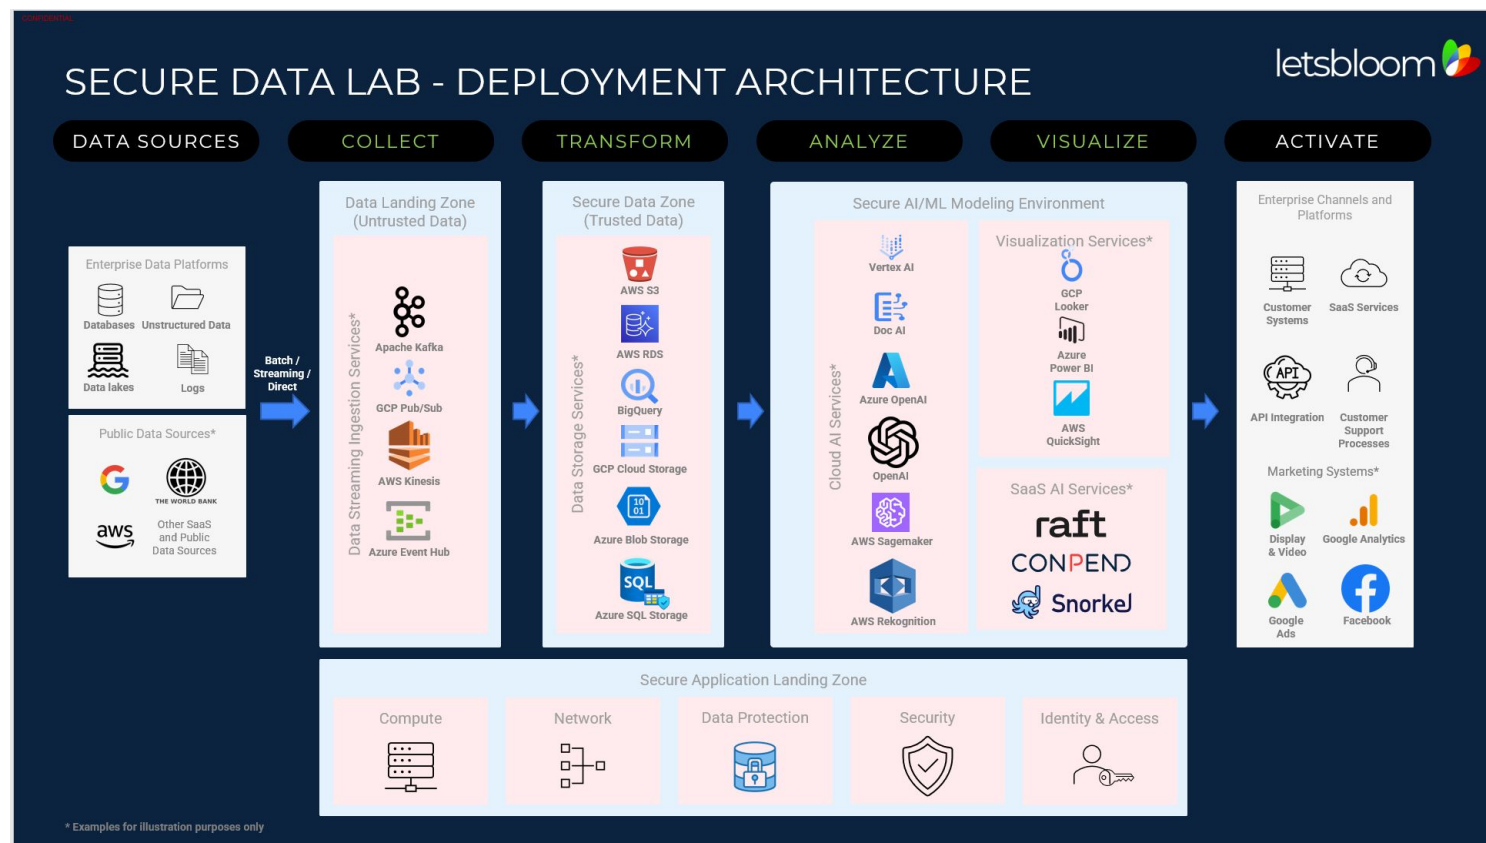 CONFIDENTIAL
letsbloom
SECURE DATA LAB - DEPLOYMENT ARCHITECTURE
DATA SOURCES
COLLECT
TRANSFORM
ANALYZE
VISUALIZE
ACTIVATE
Enterprise Data Platforms
Databases
Unstructured Data
Data lakes
Logs
Public Data Sources*
G
THE WORLD BANK
aws
Other SaaS
and Public
Data Sources
Batch /
Streaming /
Direct
Data Landing Zone
(Untrusted Data)
Data Streaming Ingestion Services*
Apache Kafka
GCP Pub/Sub
AWS Kinesis
Azure Event Hub
Secure Data Zone
(Trusted Data)
Data Storage Services*
AWS S3
AWS RDS
BigQuery
GCP Cloud Storage
10
01
Azure Blob Storage
SQL
Azure SQL Storage
Secure AI/ML Modeling Environment
Cloud AI Services*
Vertex AI
Doc AI
Azure OpenAI
OpenAI
AWS Sagemaker
AWS Rekognition
Visualization Services*
GCP
Looker
Azure
Power BI
AWS
QuickSight
SaaS AI Services*
raft
CONPEND
Snorkel
Enterprise Channels and
Platforms
Customer
Systems
SaaS Services
API
API Integration
Customer
Support
Processes
Marketing Systems*
Display
& Video
Google Analytics
Google
Ads
Facebook
Secure Application Landing Zone
Compute
Network
Data Protection
Security
Identity & Access
* Examples for illustration purposes only